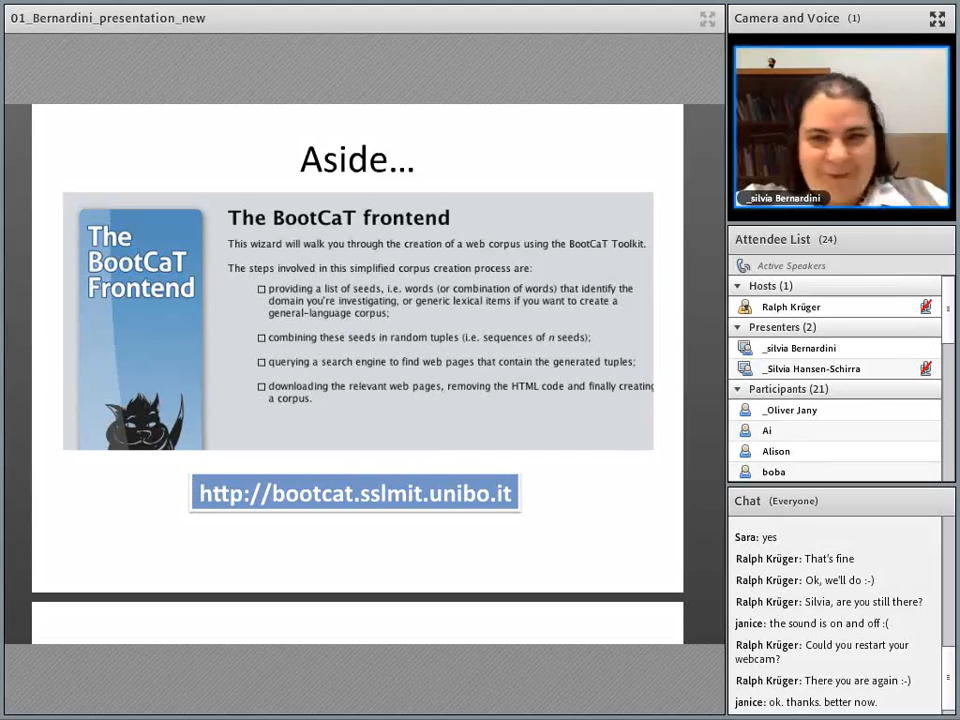 01_Bernardini_presentation_new
Aside...
The
BootCaT
Frontend
The BootCaT frontend
This wizard will walk you through the creation of a web corpus using the BootCaT Toolkit.
The steps involved in this simplified corpus creation process are:
providing a list of seeds, i.e. words (or combination of words) that identify the
domain you're investigating, or generic lexical items if you want to create a
general-language corpus;
combining these seeds in random tuples (i.e. sequences of n seeds);
querying a search engine to find web pages that contain the generated tuples;
downloading the relevant web pages, removing the HTML code and finally creating
a corpus.
http://bootcat.sslmit.unibo.it
Camera and Voice (1)
_silvia Bernardini
Attendee List (24)
Active Speakers
Hosts (1)
Ralph Krüger
Presenters (2)
_silvia Bernardini
_Silvia Hansen-Schirra
Participants (21)
_Oliver Jany
Ai
Alison
boba
Chat (Everyone)
Sara: yes
Ralph Krüger: That's fine
Ralph Krüger: Ok, we'll do :-)
Ralph Krüger: Silvia, are you still there?
janice: the sound is on and off :(
Ralph Krüger: Could you restart your
webcam?
Ralph Krüger: There you are again :-)
janice: ok. thanks. better now.